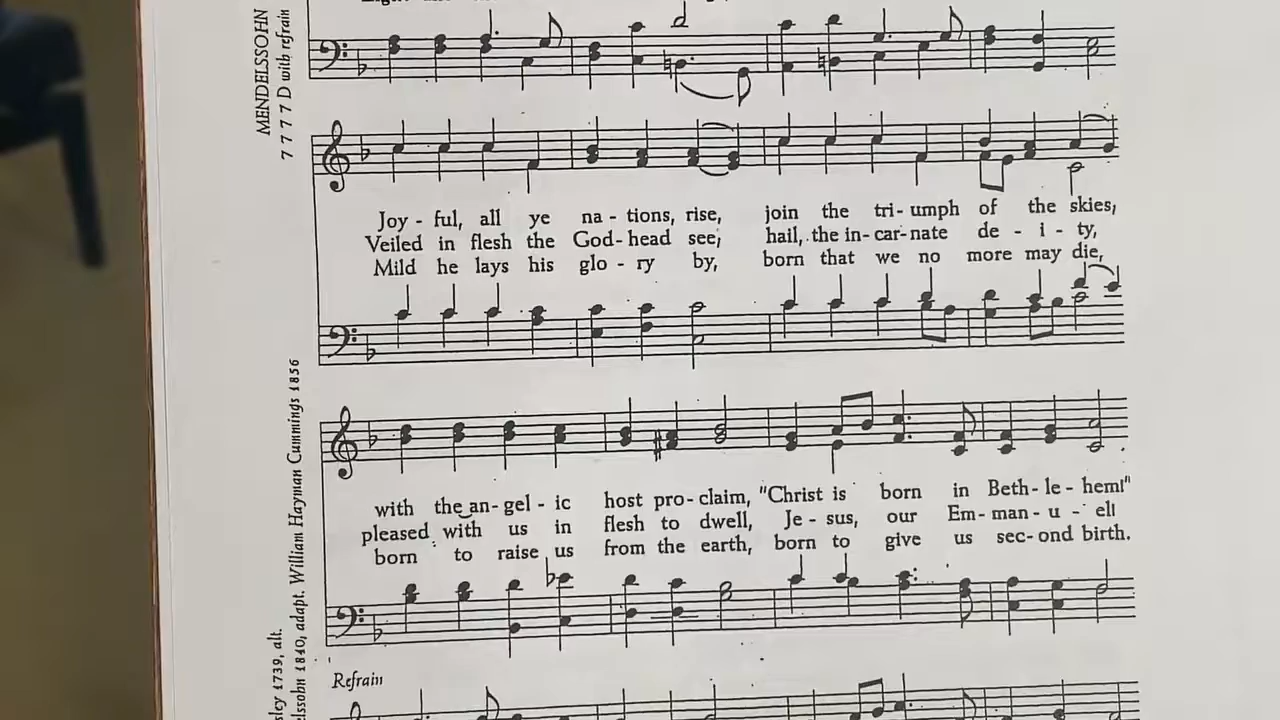 MENDELSSOHN
7 7 7 7 D with refrain
Joy - ful, all ye na - tions, rise, join the tri - umph of the skies,
Veiled in flesh the God - head see; hail, the in - car - nate de - i - ty,
Mild he lays his glo - ry by, born that we no more may die,
with the an - gel - ic host pro - claim, "Christ is born in Beth - le - hem!"
pleased with us in flesh to dwell, Je - sus, our Em - man - u - ell
born to raise us from the earth, born to give us sec - ond birth.
Refrain
sley 1739, alt.
elssohn 1840, adapt. William Hayman Cummings 1856